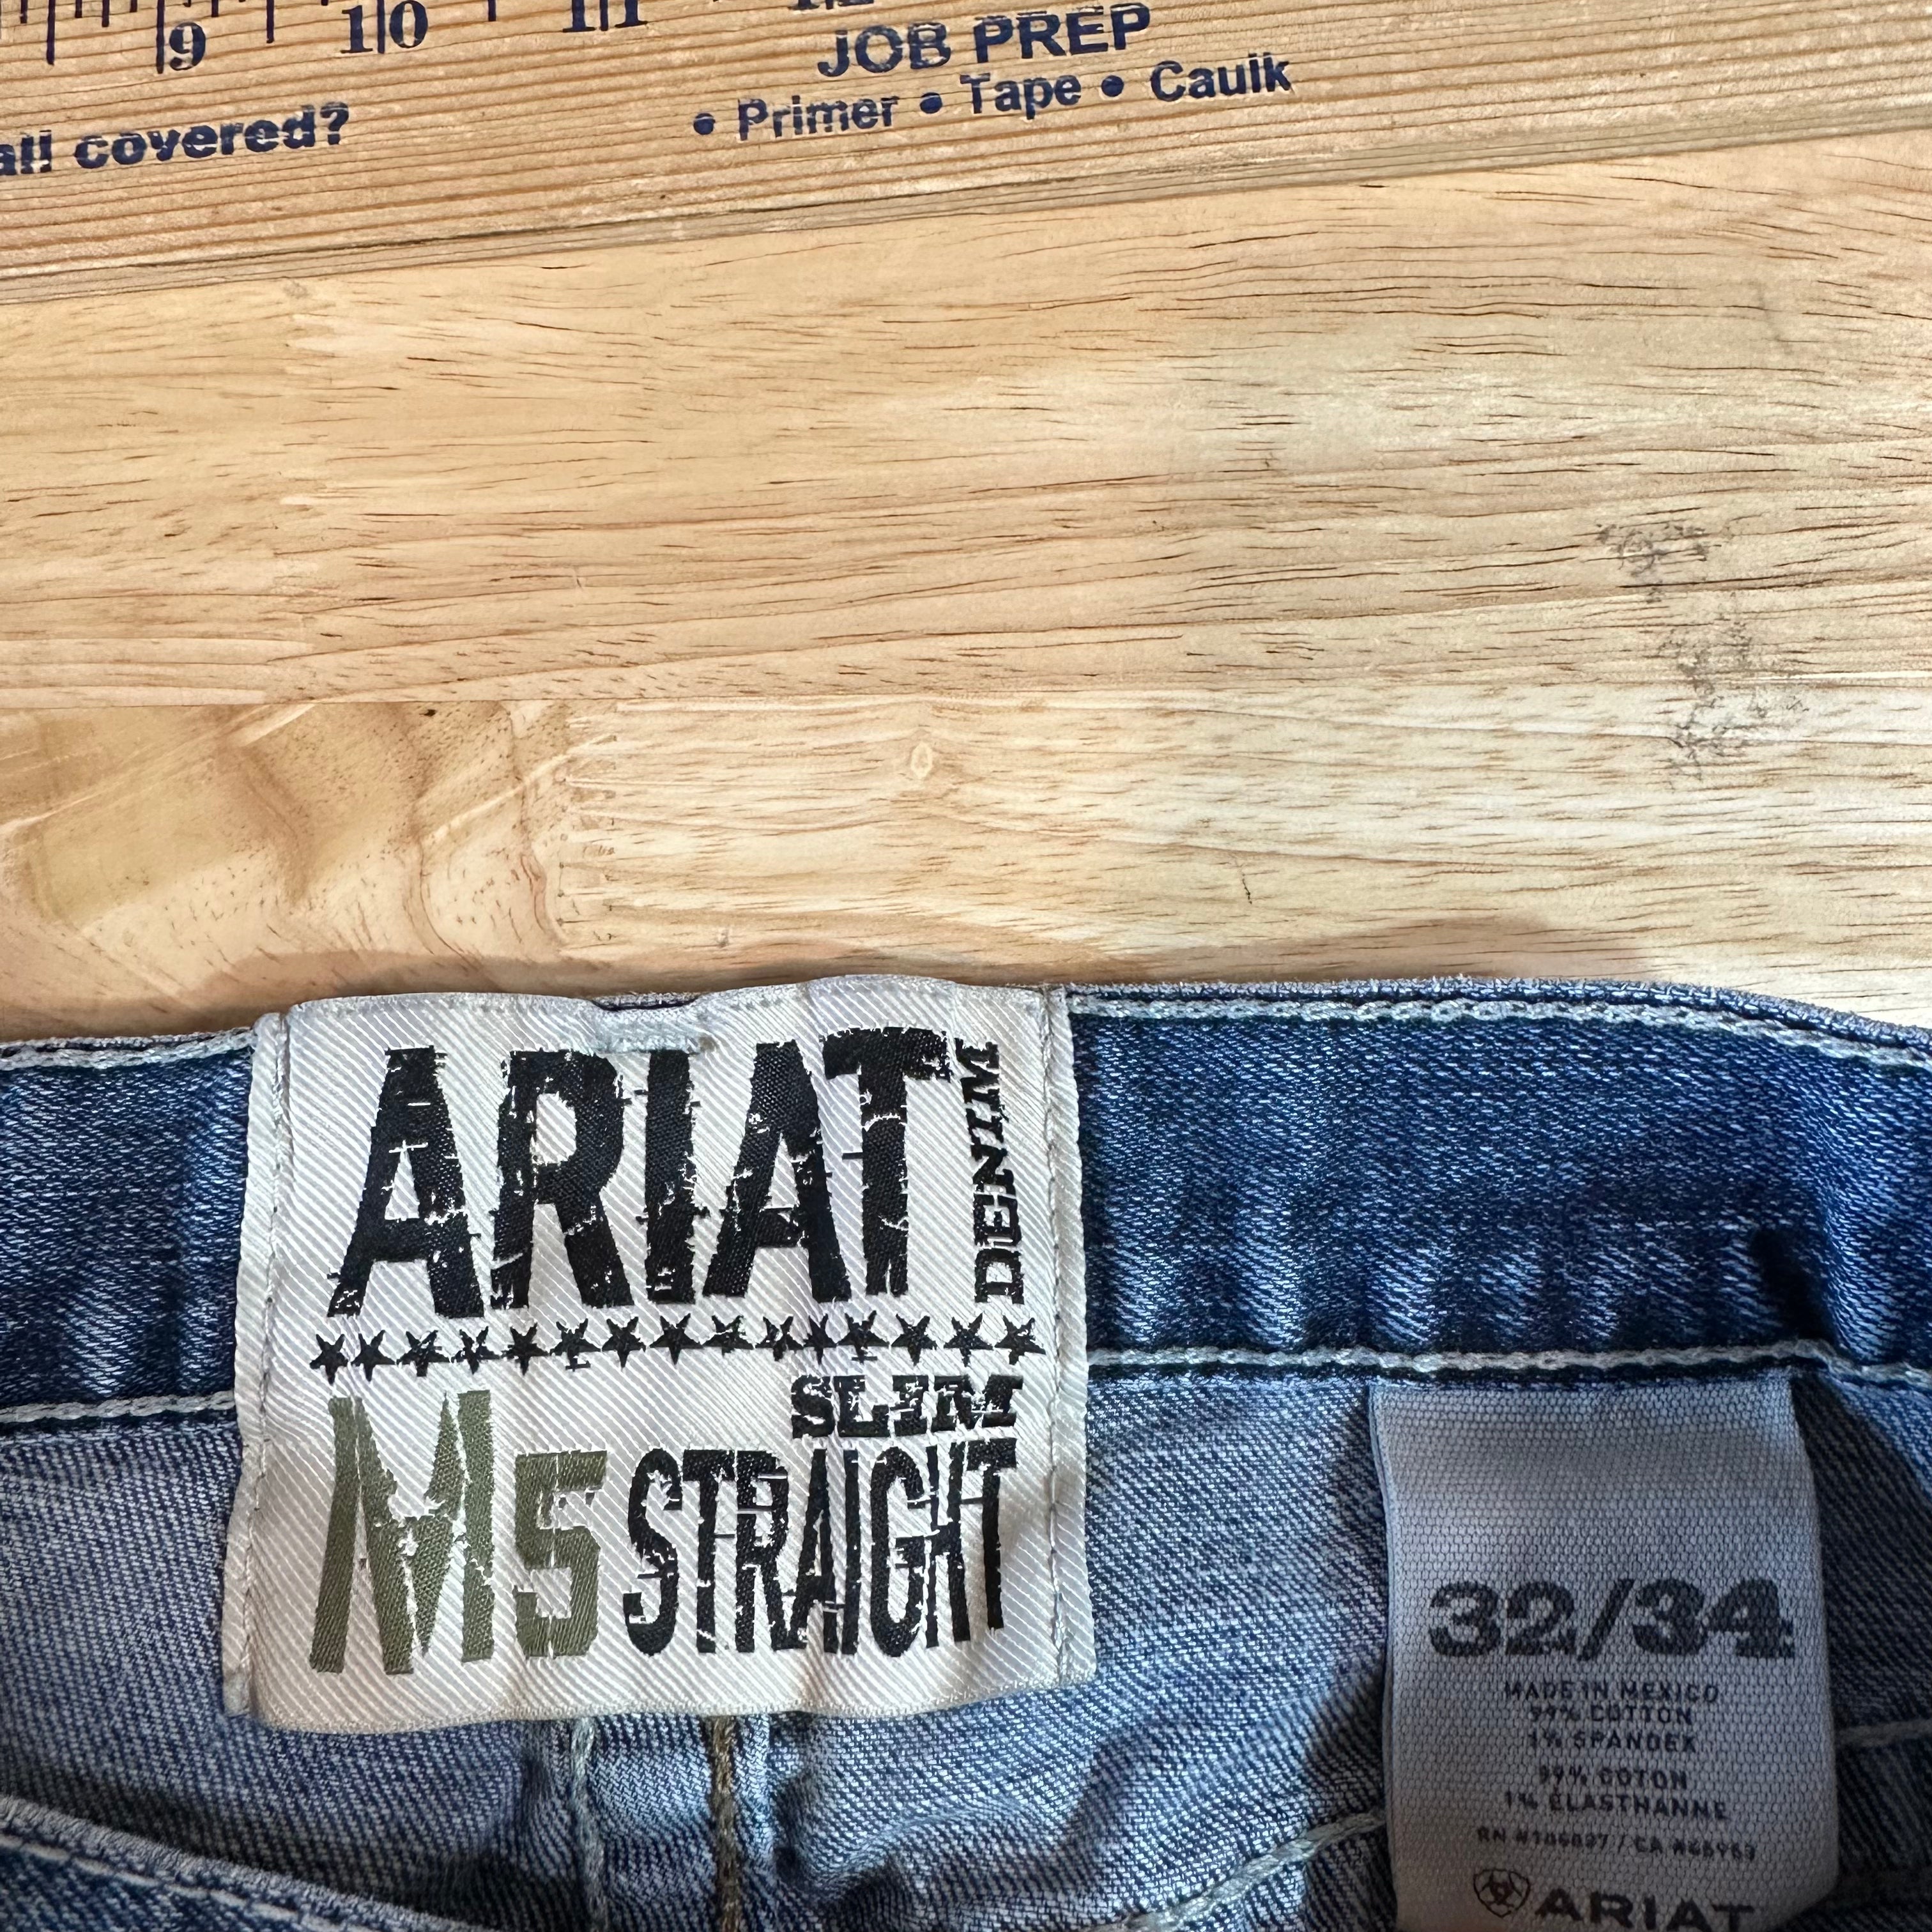 9 10 11 12
JOB PREP
all covered?
• Primer • Tape • Caulk
ARIAT
DENIM
SLIM
M5 STRAIGHT
32/34
MADE IN MEXICO
99% COTTON
1% SPANDEX
99% COTON
1% ELASTHANNE
ARIAT